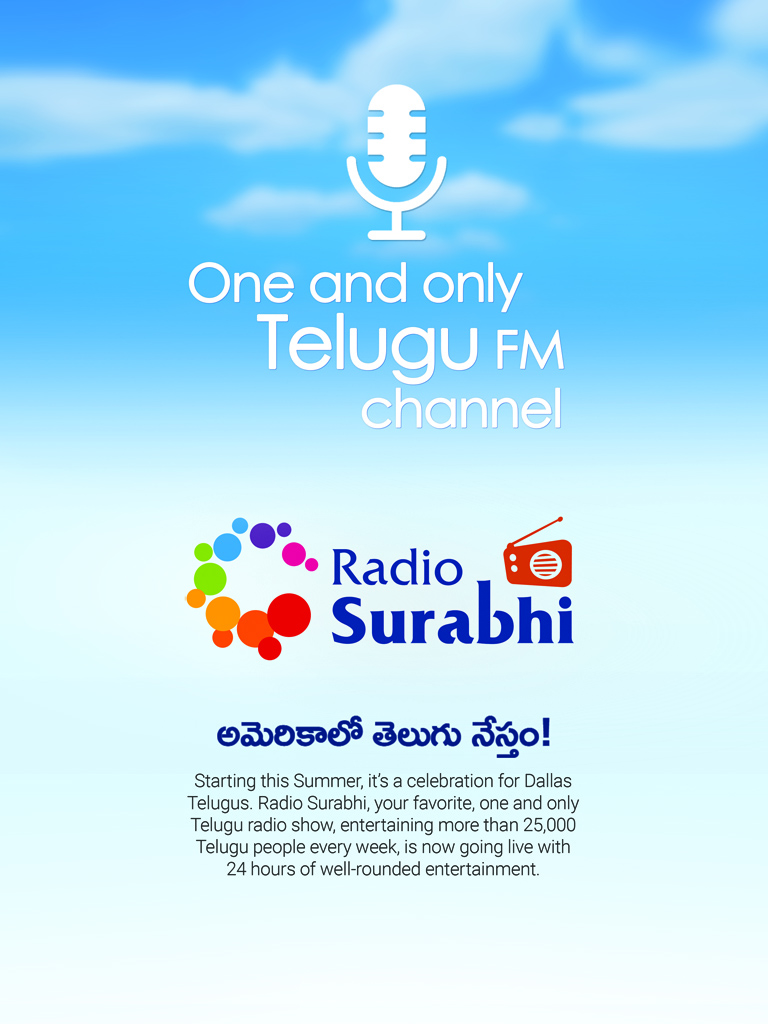 One and only
Telugu FM
channel
Radio
Surabhi
అమెరికాలో తెలుగు నేస్తం!
Starting this Summer, it’s a celebration for Dallas
Telugus. Radio Surabhi, your favorite, one and only
Telugu radio show, entertaining more than 25,000
Telugu people every week, is now going live with
24 hours of well-rounded entertainment.